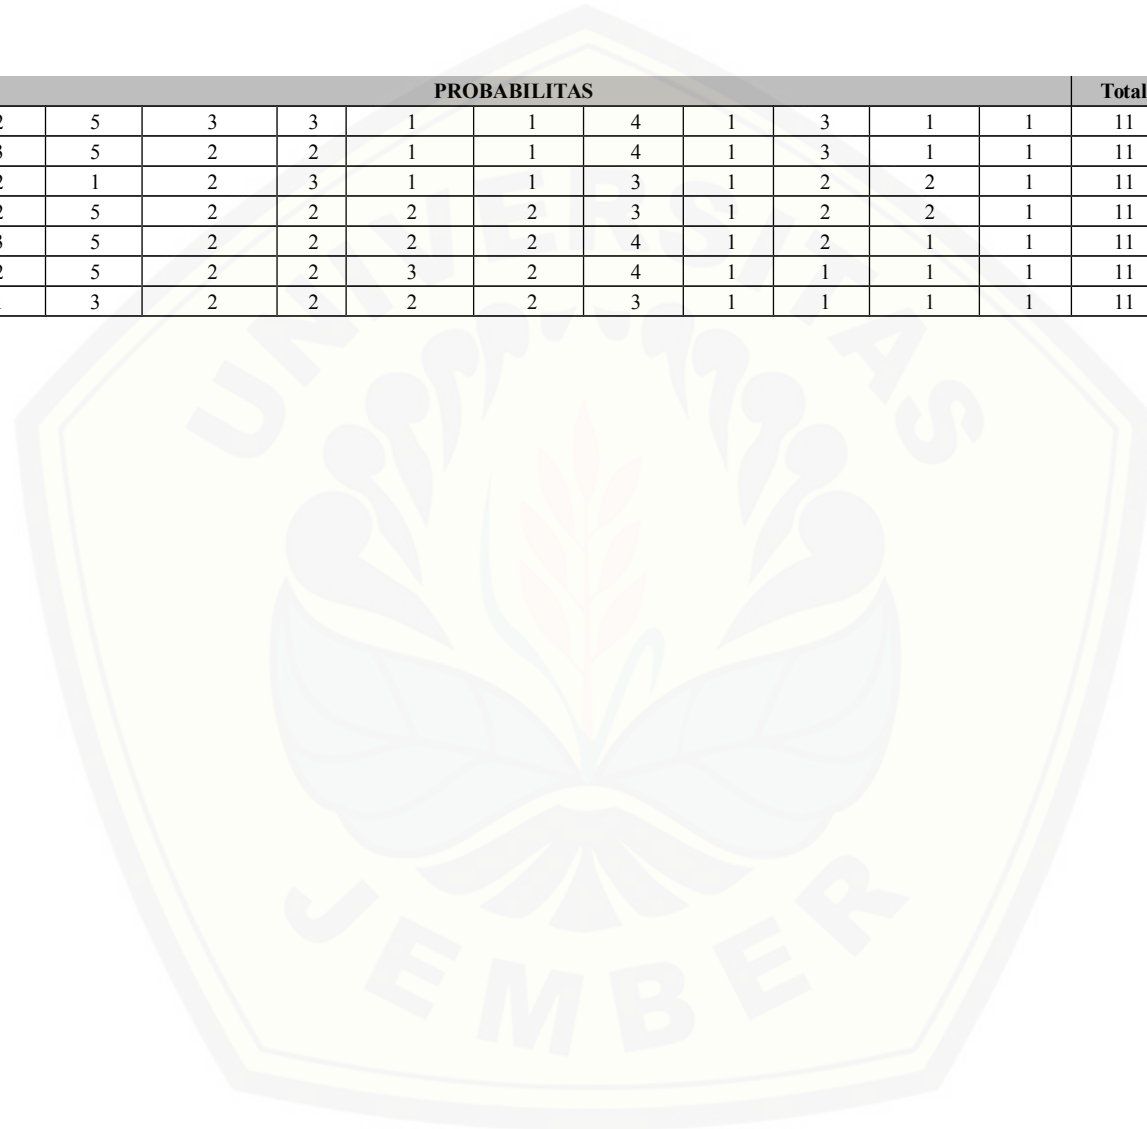 PROBABILITAS Total
2 5 3 3 1 1 4 1 3 1 1 11
3 5 2 2 1 1 4 1 3 1 1 11
2 1 2 3 1 1 3 1 2 2 1 11
2 5 2 2 2 2 3 1 2 2 1 11
3 5 2 2 2 2 4 1 2 1 1 11
2 5 2 2 3 2 4 1 1 1 1 11
3 2 2 2 2 3 1 1 1 1 11
UNIVERSITAS
JEMBER